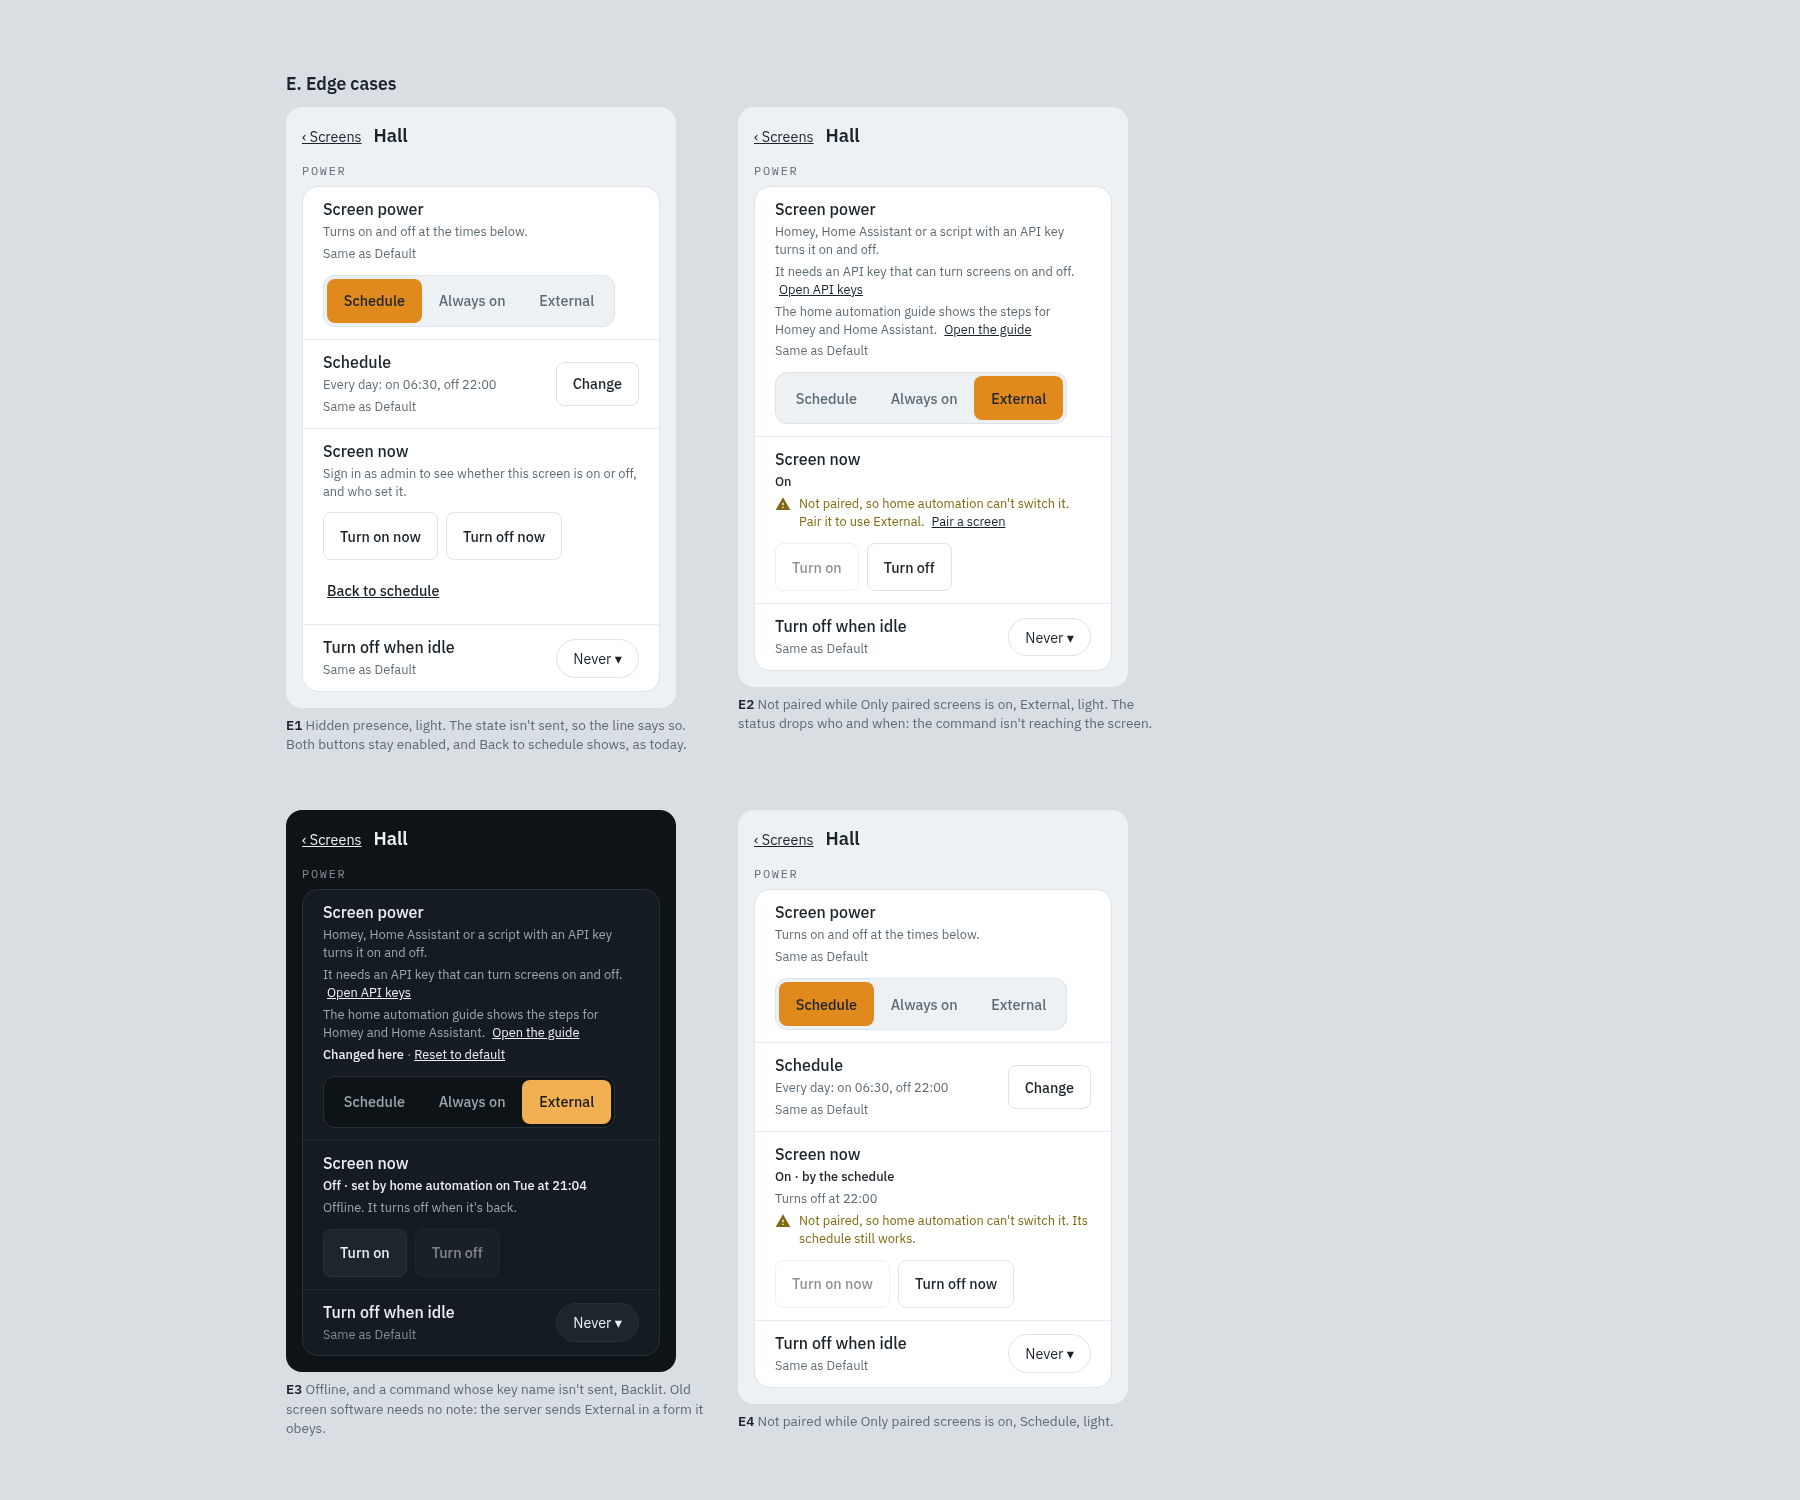 E. Edge cases
‹ Screens Hall
POWER
Screen power
Turns on and off at the times below.
Same as Default
Schedule Always on External
Schedule
Every day: on 06:30, off 22:00
Change
Same as Default
Screen now
Sign in as admin to see whether this screen is on or off,
and who set it.
Turn on now Turn off now
Back to schedule
Turn off when idle
Never ▾
Same as Default
E1 Hidden presence, light. The state isn't sent, so the line says so.
Both buttons stay enabled, and Back to schedule shows, as today.
‹ Screens Hall
POWER
Screen power
Homey, Home Assistant or a script with an API key
turns it on and off.
It needs an API key that can turn screens on and off.
Open API keys
The home automation guide shows the steps for
Homey and Home Assistant. Open the guide
Same as Default
Schedule Always on External
Screen now
On
Not paired, so home automation can't switch it.
Pair it to use External. Pair a screen
Turn on Turn off
Turn off when idle
Never ▾
Same as Default
E2 Not paired while Only paired screens is on, External, light. The
status drops who and when: the command isn't reaching the screen.
‹ Screens Hall
POWER
Screen power
Homey, Home Assistant or a script with an API key
turns it on and off.
It needs an API key that can turn screens on and off.
Open API keys
The home automation guide shows the steps for
Homey and Home Assistant. Open the guide
Changed here · Reset to default
Schedule Always on External
Screen now
Off · set by home automation on Tue at 21:04
Offline. It turns off when it's back.
Turn on Turn off
Turn off when idle
Never ▾
Same as Default
E3 Offline, and a command whose key name isn't sent, Backlit. Old
screen software needs no note: the server sends External in a form it
obeys.
‹ Screens Hall
POWER
Screen power
Turns on and off at the times below.
Same as Default
Schedule Always on External
Schedule
Every day: on 06:30, off 22:00
Change
Same as Default
Screen now
On · by the schedule
Turns off at 22:00
Not paired, so home automation can't switch it. Its
schedule still works.
Turn on now Turn off now
Turn off when idle
Never ▾
Same as Default
E4 Not paired while Only paired screens is on, Schedule, light.